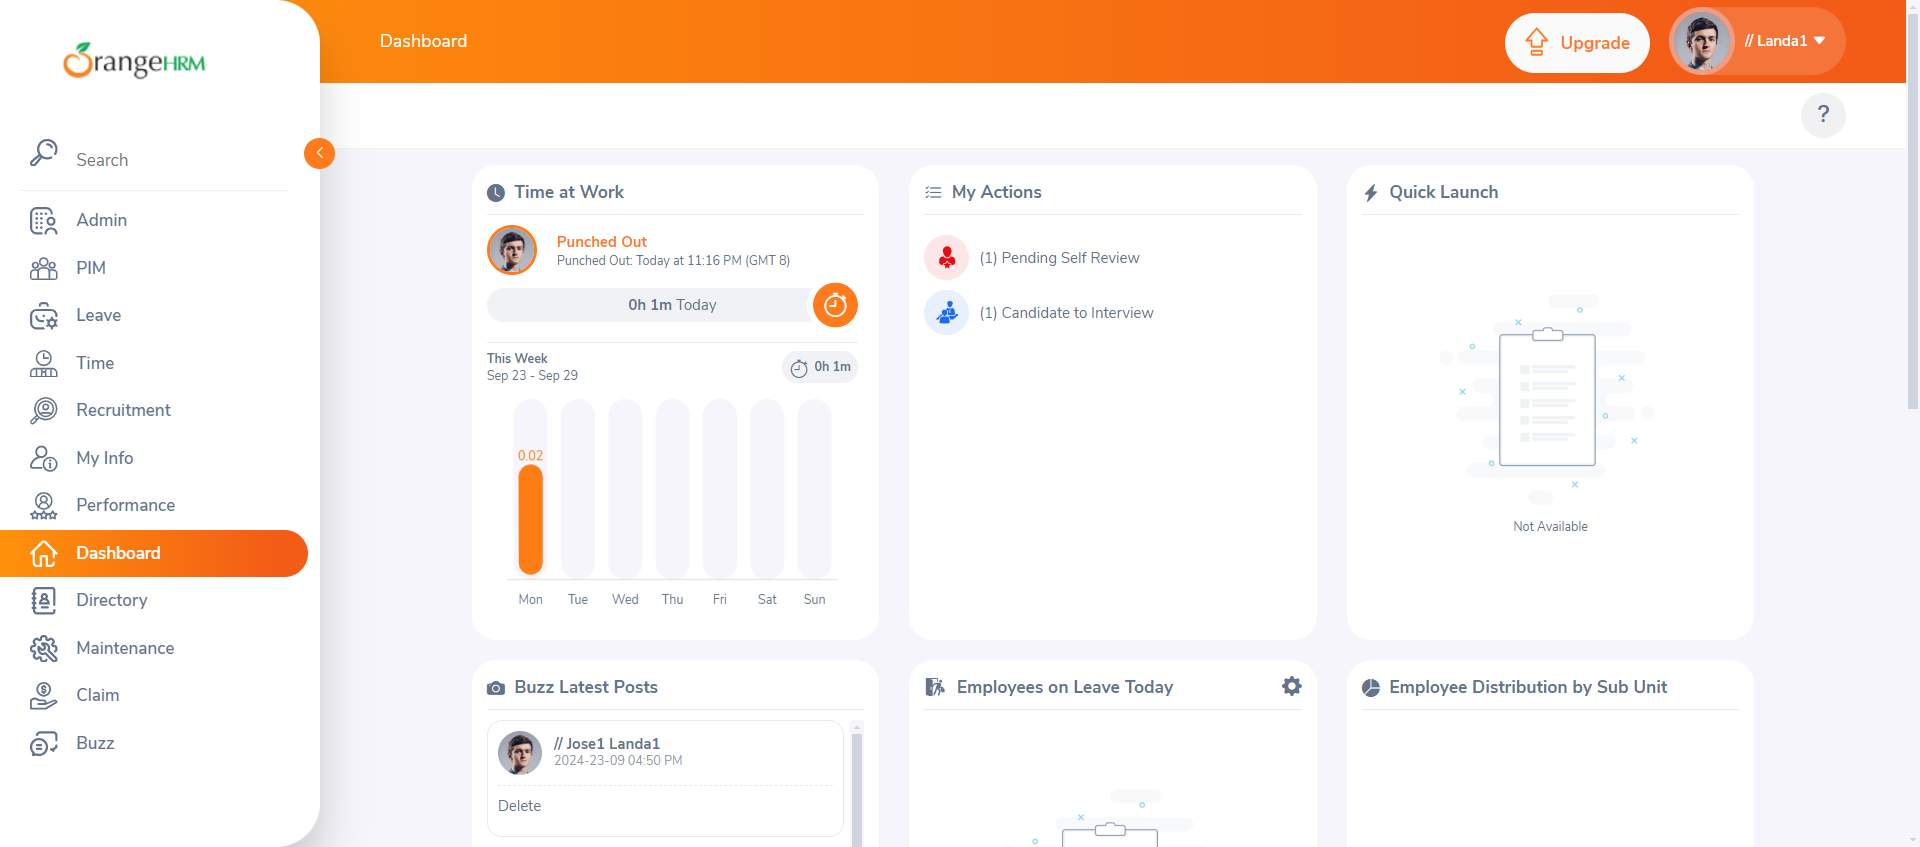 OrangeHRM
Search
Admin
PIM
Leave
Time
Recruitment
My Info
Performance
Dashboard
Directory
Maintenance
Claim
Buzz
Dashboard
Upgrade
// Landa1
?
Time at Work
Punched Out
Punched Out: Today at 11:16 PM (GMT 8)
0h 1m Today
This Week
Sep 23 - Sep 29
0h 1m
0.02
Mon Tue Wed Thu Fri Sat Sun
My Actions
(1) Pending Self Review
(1) Candidate to Interview
Quick Launch
Not Available
Buzz Latest Posts
// Jose1 Landa1
2024-23-09 04:50 PM
Delete
Employees on Leave Today
Employee Distribution by Sub Unit